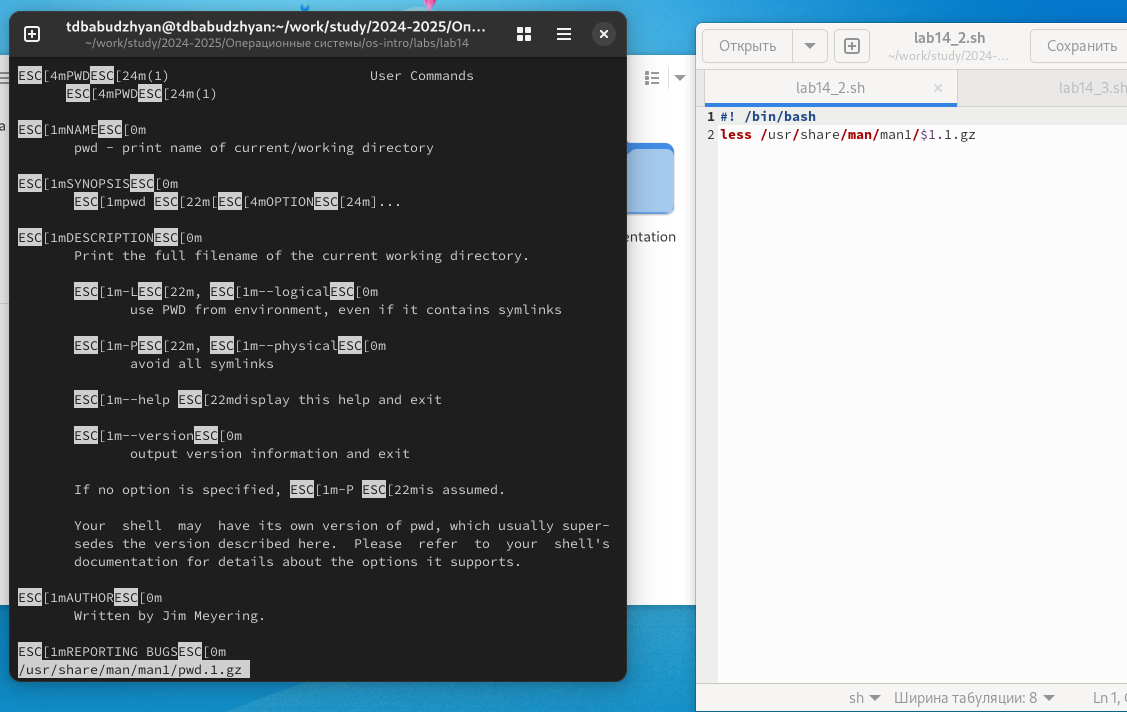 tdbabudzhyan@tdbabudzhyan:~/work/study/2024-2025/Оп…
~/work/study/2024-2025/Операционные системы/os-intro/labs/lab14
ESC[4mPWDESC[24m(1) User Commands
ESC[4mPWDESC[24m(1)
ESC[1mNAMEESC[0m
pwd - print name of current/working directory
ESC[1mSYNOPSISESC[0m
ESC[1mpwd ESC[22m[ESC[4mOPTIONESC[24m]...
ESC[1mDESCRIPTIONESC[0m
Print the full filename of the current working directory.
ESC[1m-LESC[22m, ESC[1m--logicalESC[0m
use PWD from environment, even if it contains symlinks
ESC[1m-PESC[22m, ESC[1m--physicalESC[0m
avoid all symlinks
ESC[1m--help ESC[22mdisplay this help and exit
ESC[1m--versionESC[0m
output version information and exit
If no option is specified, ESC[1m-P ESC[22mis assumed.
Your shell may have its own version of pwd, which usually super-
sedes the version described here. Please refer to your shell's
documentation for details about the options it supports.
ESC[1mAUTHORESC[0m
Written by Jim Meyering.
ESC[1mREPORTING BUGSESC[0m
/usr/share/man/man1/pwd.1.gz
entation
Открыть
lab14_2.sh
~/work/study/2024-…
Сохранить
lab14_2.sh
lab14_3.sh
1 #! /bin/bash
2 less /usr/share/man/man1/$1.1.gz
sh
Ширина табуляции: 8
Ln 1,